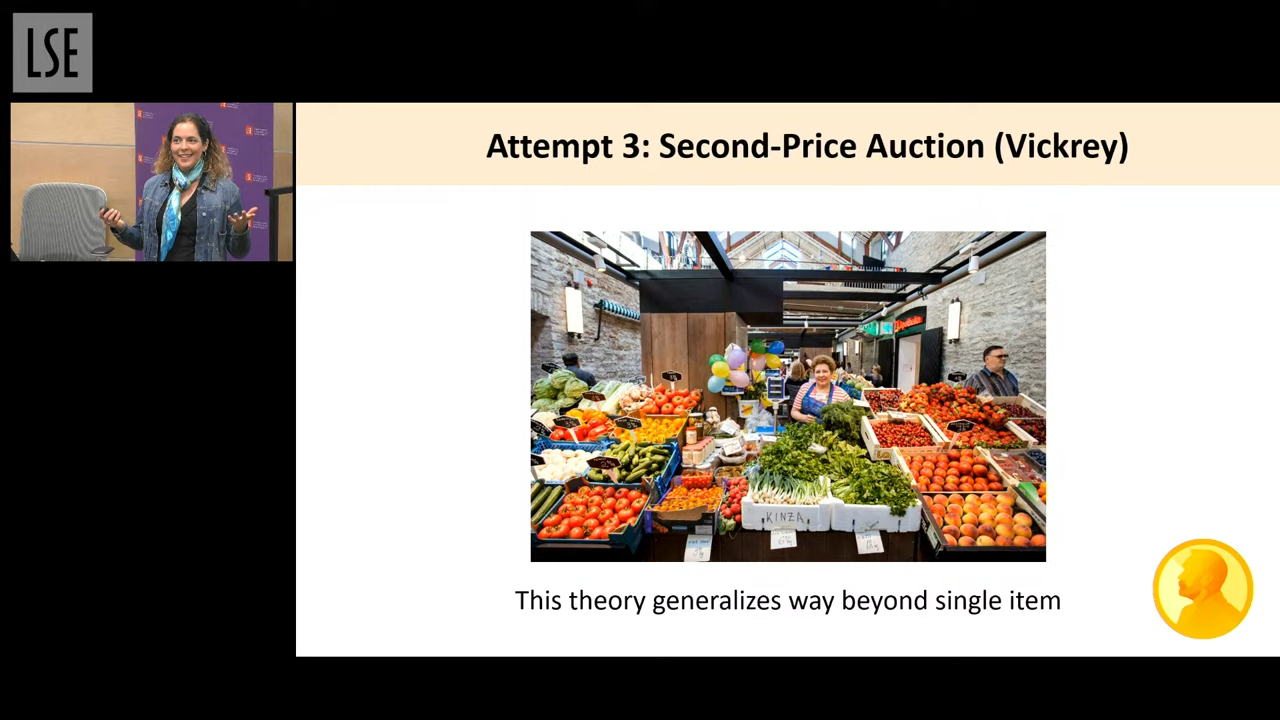 LSE
Attempt 3: Second-Price Auction (Vickrey)
KINZA
This theory generalizes way beyond single item